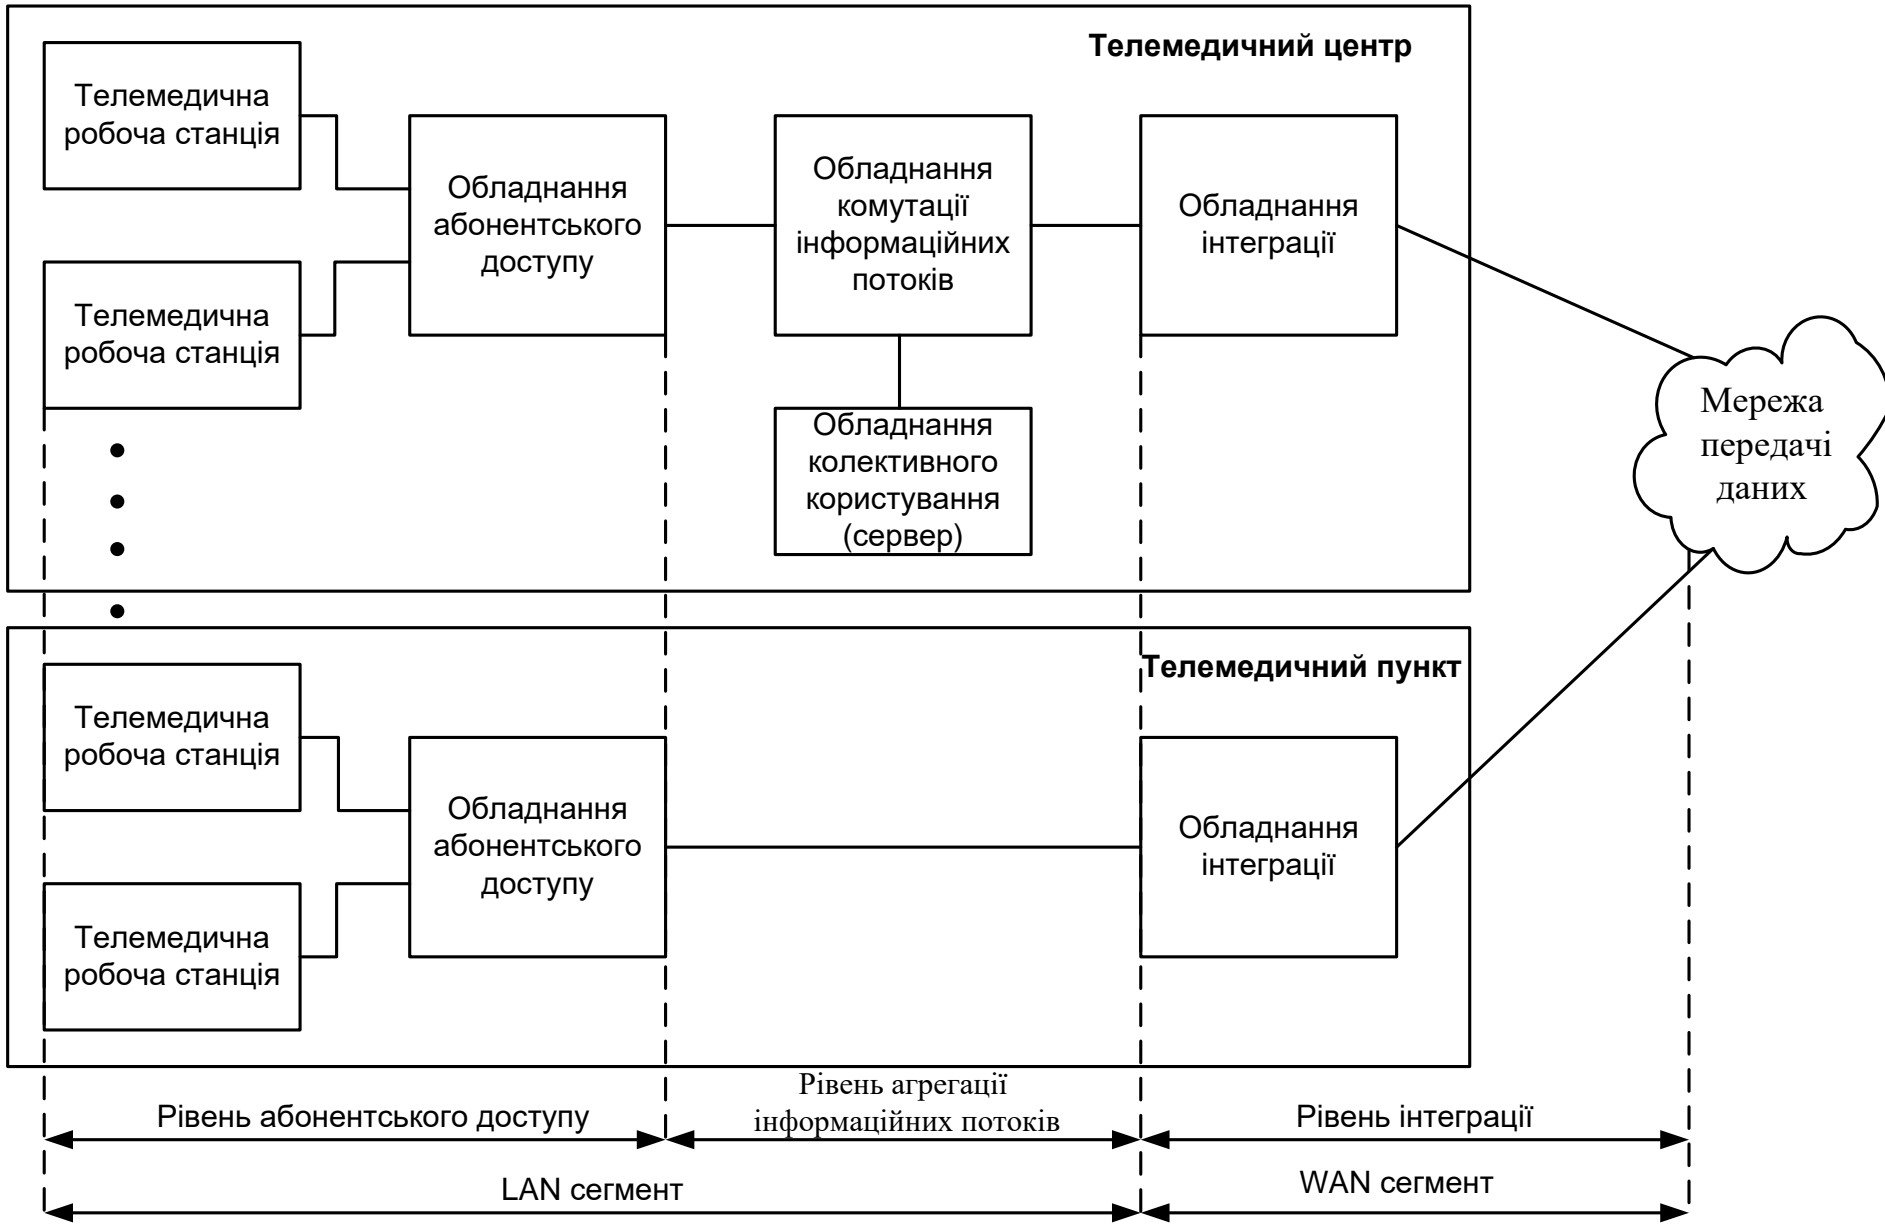 Телемедичний центр
Телемедична
робоча станція
Обладнання
абонентського
доступу
Обладнання
комутації
інформаційних
потоків
Обладнання
інтеграції
Телемедична
робоча станція
Обладнання
колективного
користування
(сервер)
Мережа
передачі
даних
Телемедичний пункт
Телемедична
робоча станція
Обладнання
абонентського
доступу
Обладнання
інтеграції
Телемедична
робоча станція
Рівень абонентського доступу
Рівень агрегації
інформаційних потоків
Рівень інтеграції
LAN сегмент
WAN сегмент